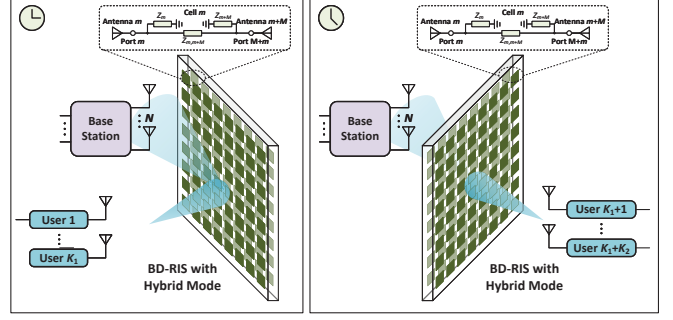 Cell m
Antenna m
Z_m
Z_{m+M}
Antenna m+M
Port m
Z_{m,m+M}
Port M+m
Base
Station
N
User 1
User K_1
BD-RIS with
Hybrid Mode
Cell m
Antenna m
Z_m
Z_{m+M}
Antenna m+M
Port m
Z_{m,m+M}
Port M+m
Base
Station
N
User K_1+1
User K_1+K_2
BD-RIS with
Hybrid Mode